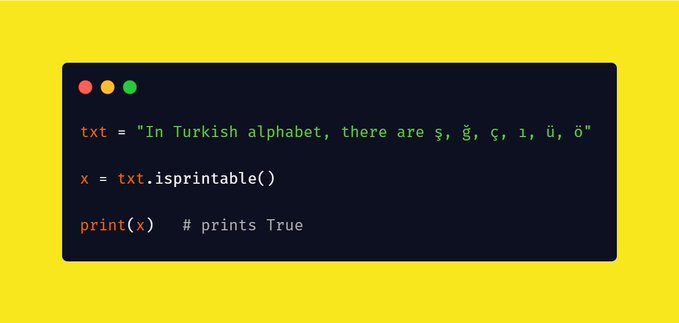 txt = "In Turkish alphabet, there are ş, ğ, ç, ı, ü, ö"
x = txt.isprintable()
print(x)   # prints True